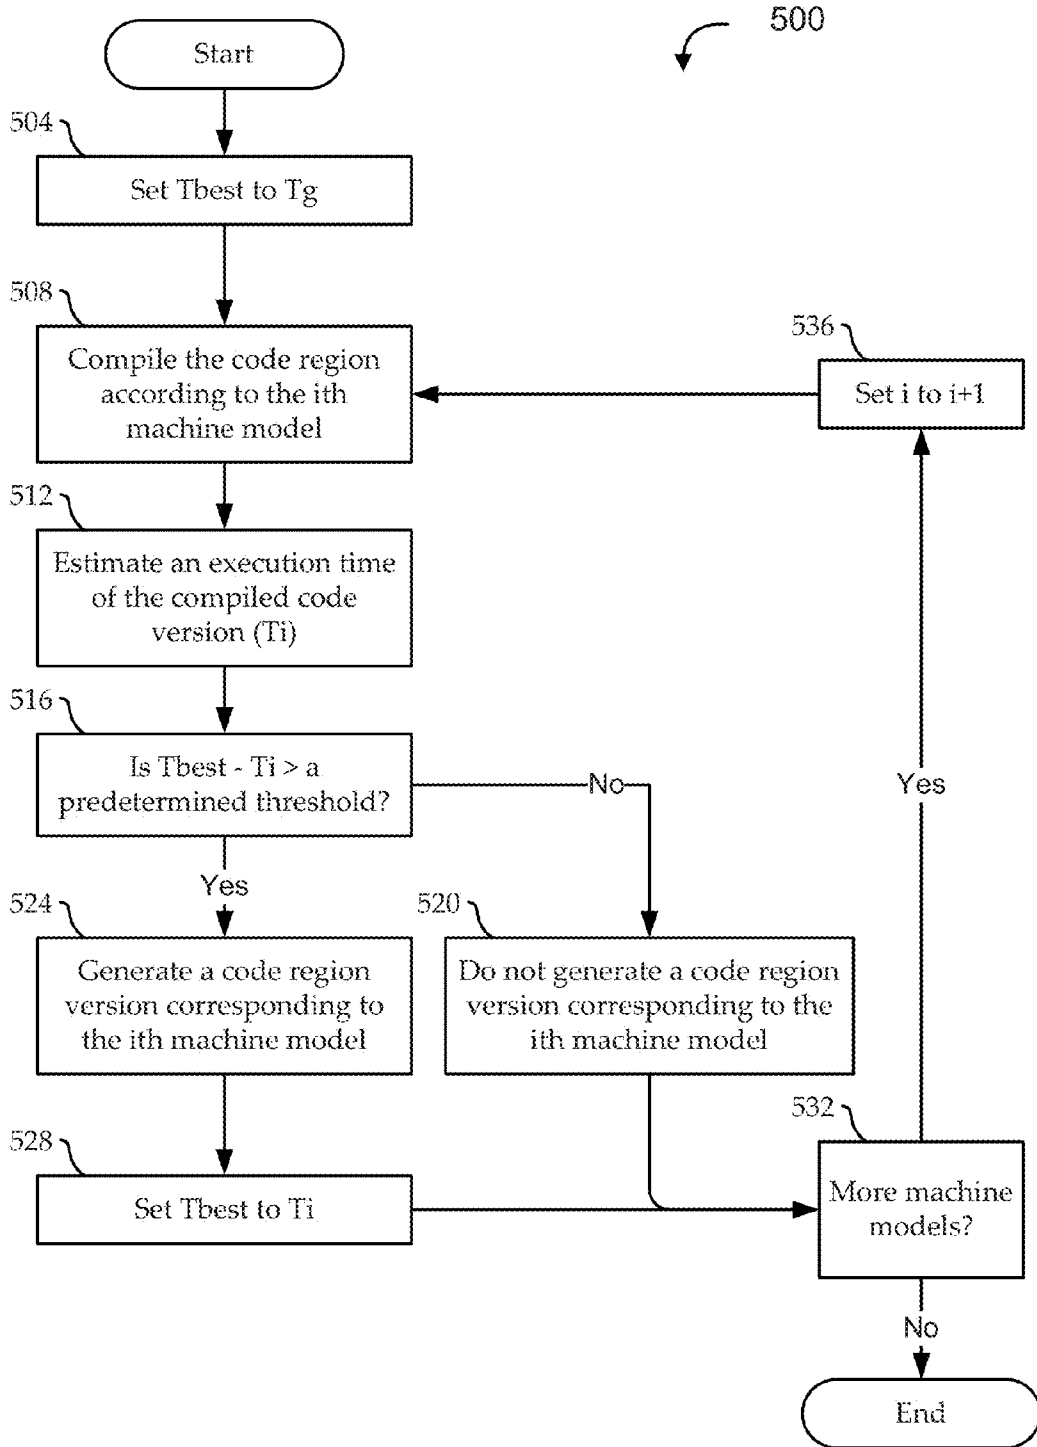 500
Start
504
Set Tbest to Tg
508
Compile the code region
according to the ith
machine model
536
Set i to i+1
512
Estimate an execution time
of the compiled code
version (Ti)
516
Is Tbest - Ti > a
predetermined threshold?
No
Yes
Yes
524
Generate a code region
version corresponding to
the ith machine model
520
Do not generate a code region
version corresponding to the
ith machine model
528
Set Tbest to Ti
532
More machine
models?
No
End